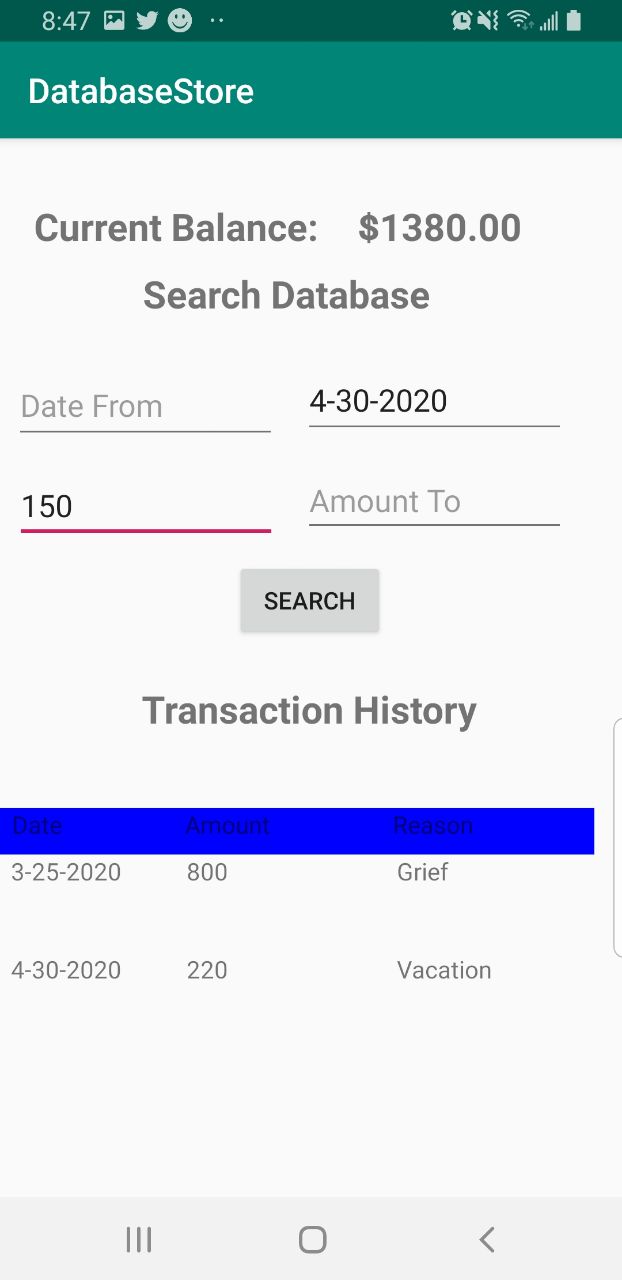 8:47
DatabaseStore
Current Balance: $1380.00
Search Database
Date From 4-30-2020
150 Amount To
SEARCH
Transaction History
Date Amount Reason
3-25-2020 800 Grief
4-30-2020 220 Vacation